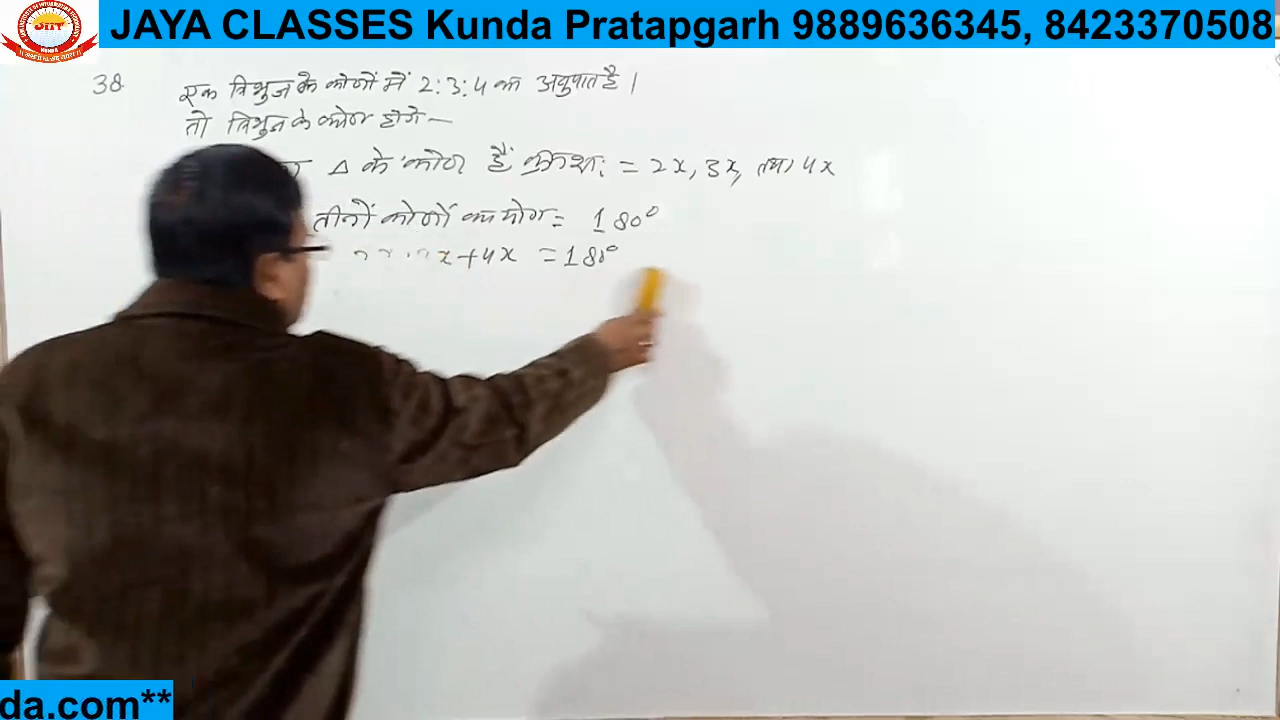 JAYA CLASSES Kunda Pratapgarh 9889636345, 8423370508
38.
एक त्रिभुज के कोणों में 2:3:4 का अनुपात है।
तो त्रिभुज के कोण होंगे —
Δ के कोण हैं क्रमशः = 2x, 3x, तथा 4x
तीनों कोणों का योग = 180°
x+4x = 180°
da.com**